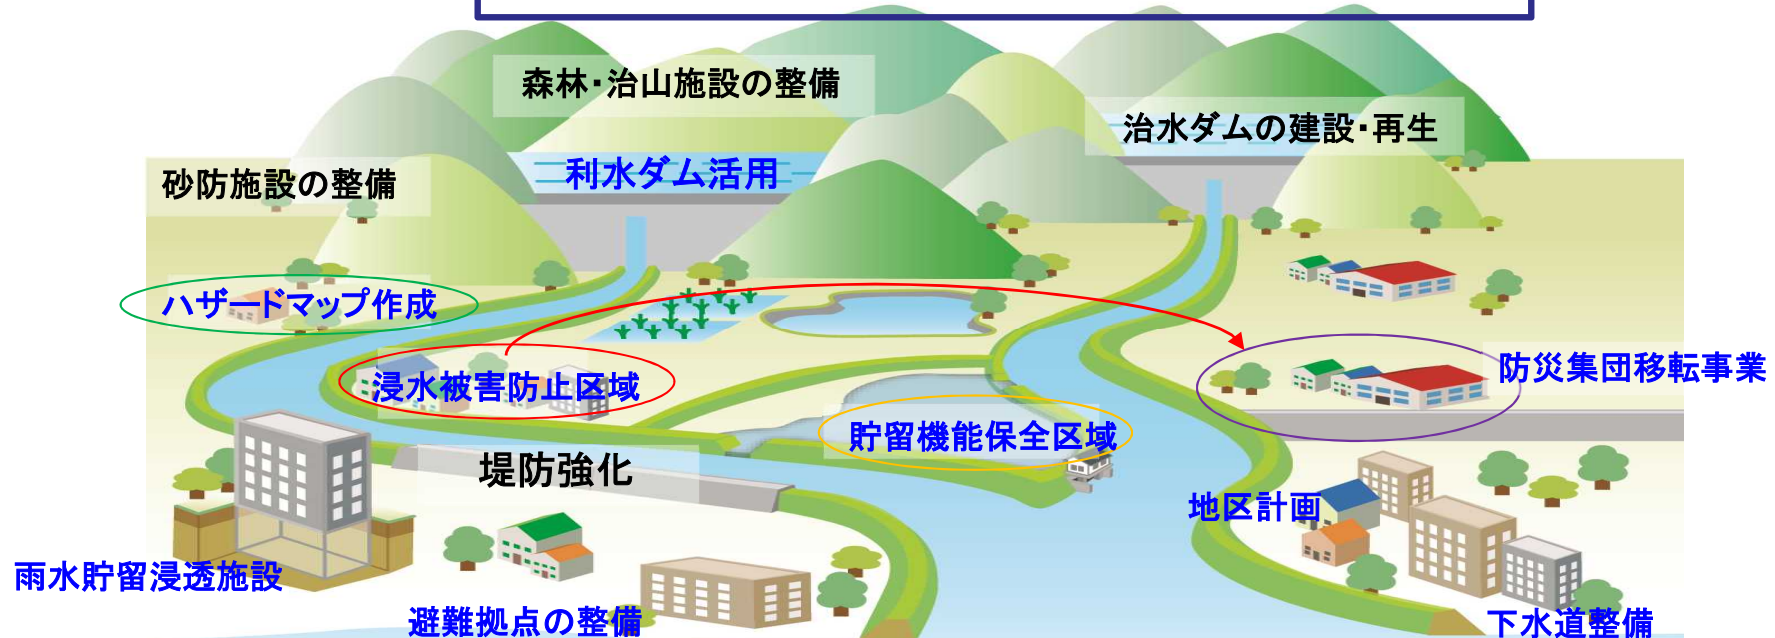 森林・治山施設の整備
治水ダムの建設・再生
利水ダム活用
砂防施設の整備
ハザードマップ作成
浸水被害防止区域
防災集団移転事業
貯留機能保全区域
堤防強化
地区計画
雨水貯留浸透施設
避難拠点の整備
下水道整備